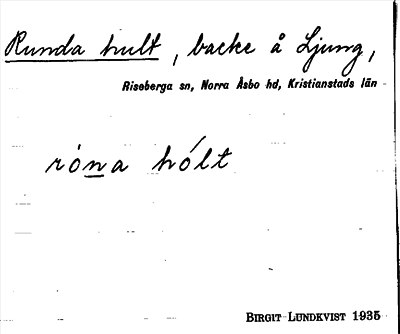 Runda hult, backe å Ljung,
Riseberga sn, Norra Åsbo hd, Kristianstads län
róna hólt
BIRGIT LUNDKVIST 1935